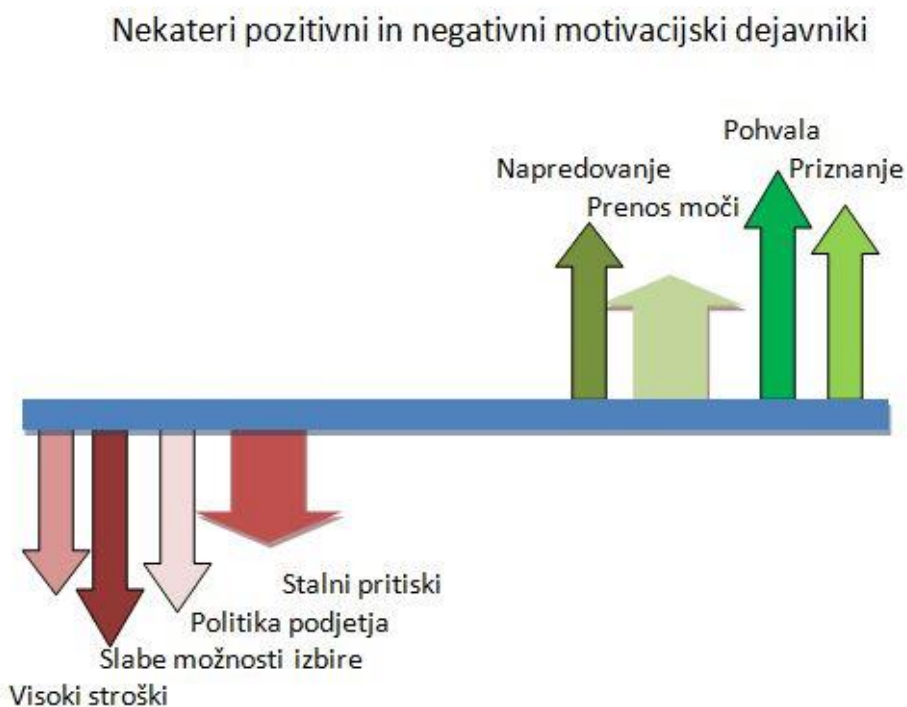 Nekateri pozitivni in negativni motivacijski dejavniki
Pohvala
Napredovanje
Priznanje
Prenos moči
Stalni pritiski
Politika podjetja
Slabe možnosti izbire
Visoki stroški